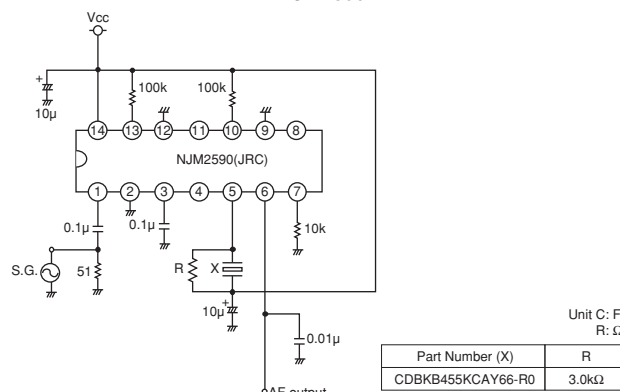 Vcc
+
10µ
100k
100k
14 13 12 11 10 9 8
NJM2590(JRC)
1 2 3 4 5 6 7
0.1µ
0.1µ
10k
S.G.
51
R
X
10µ
+
0.01µ
Unit C: F
R: Ω
Part Number (X) R
CDBKB455KCAY66-R0 3.0kΩ
AF output